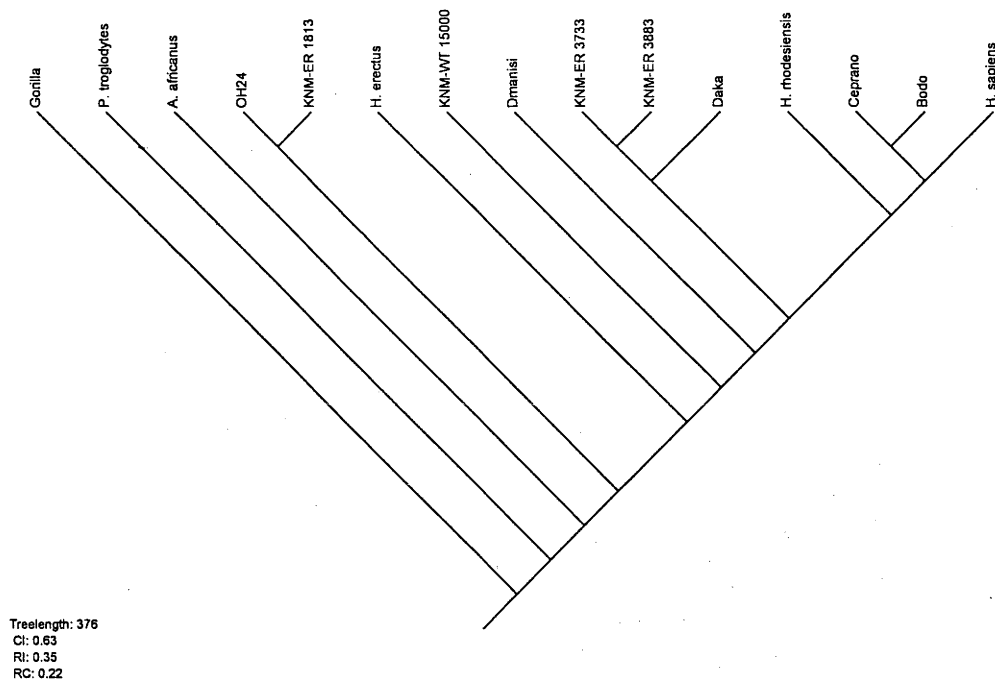 Gorilla
P. troglodytes
A. africanus
OH24
KNM-ER 1813
H. erectus
KNM-WT 15000
Dmanisi
KNM-ER 3733
KNM-ER 3883
Daka
H. rhodesiensis
Ceprano
Bodo
H. sapiens
Treelength: 376
CI: 0.63
RI: 0.35
RC: 0.22